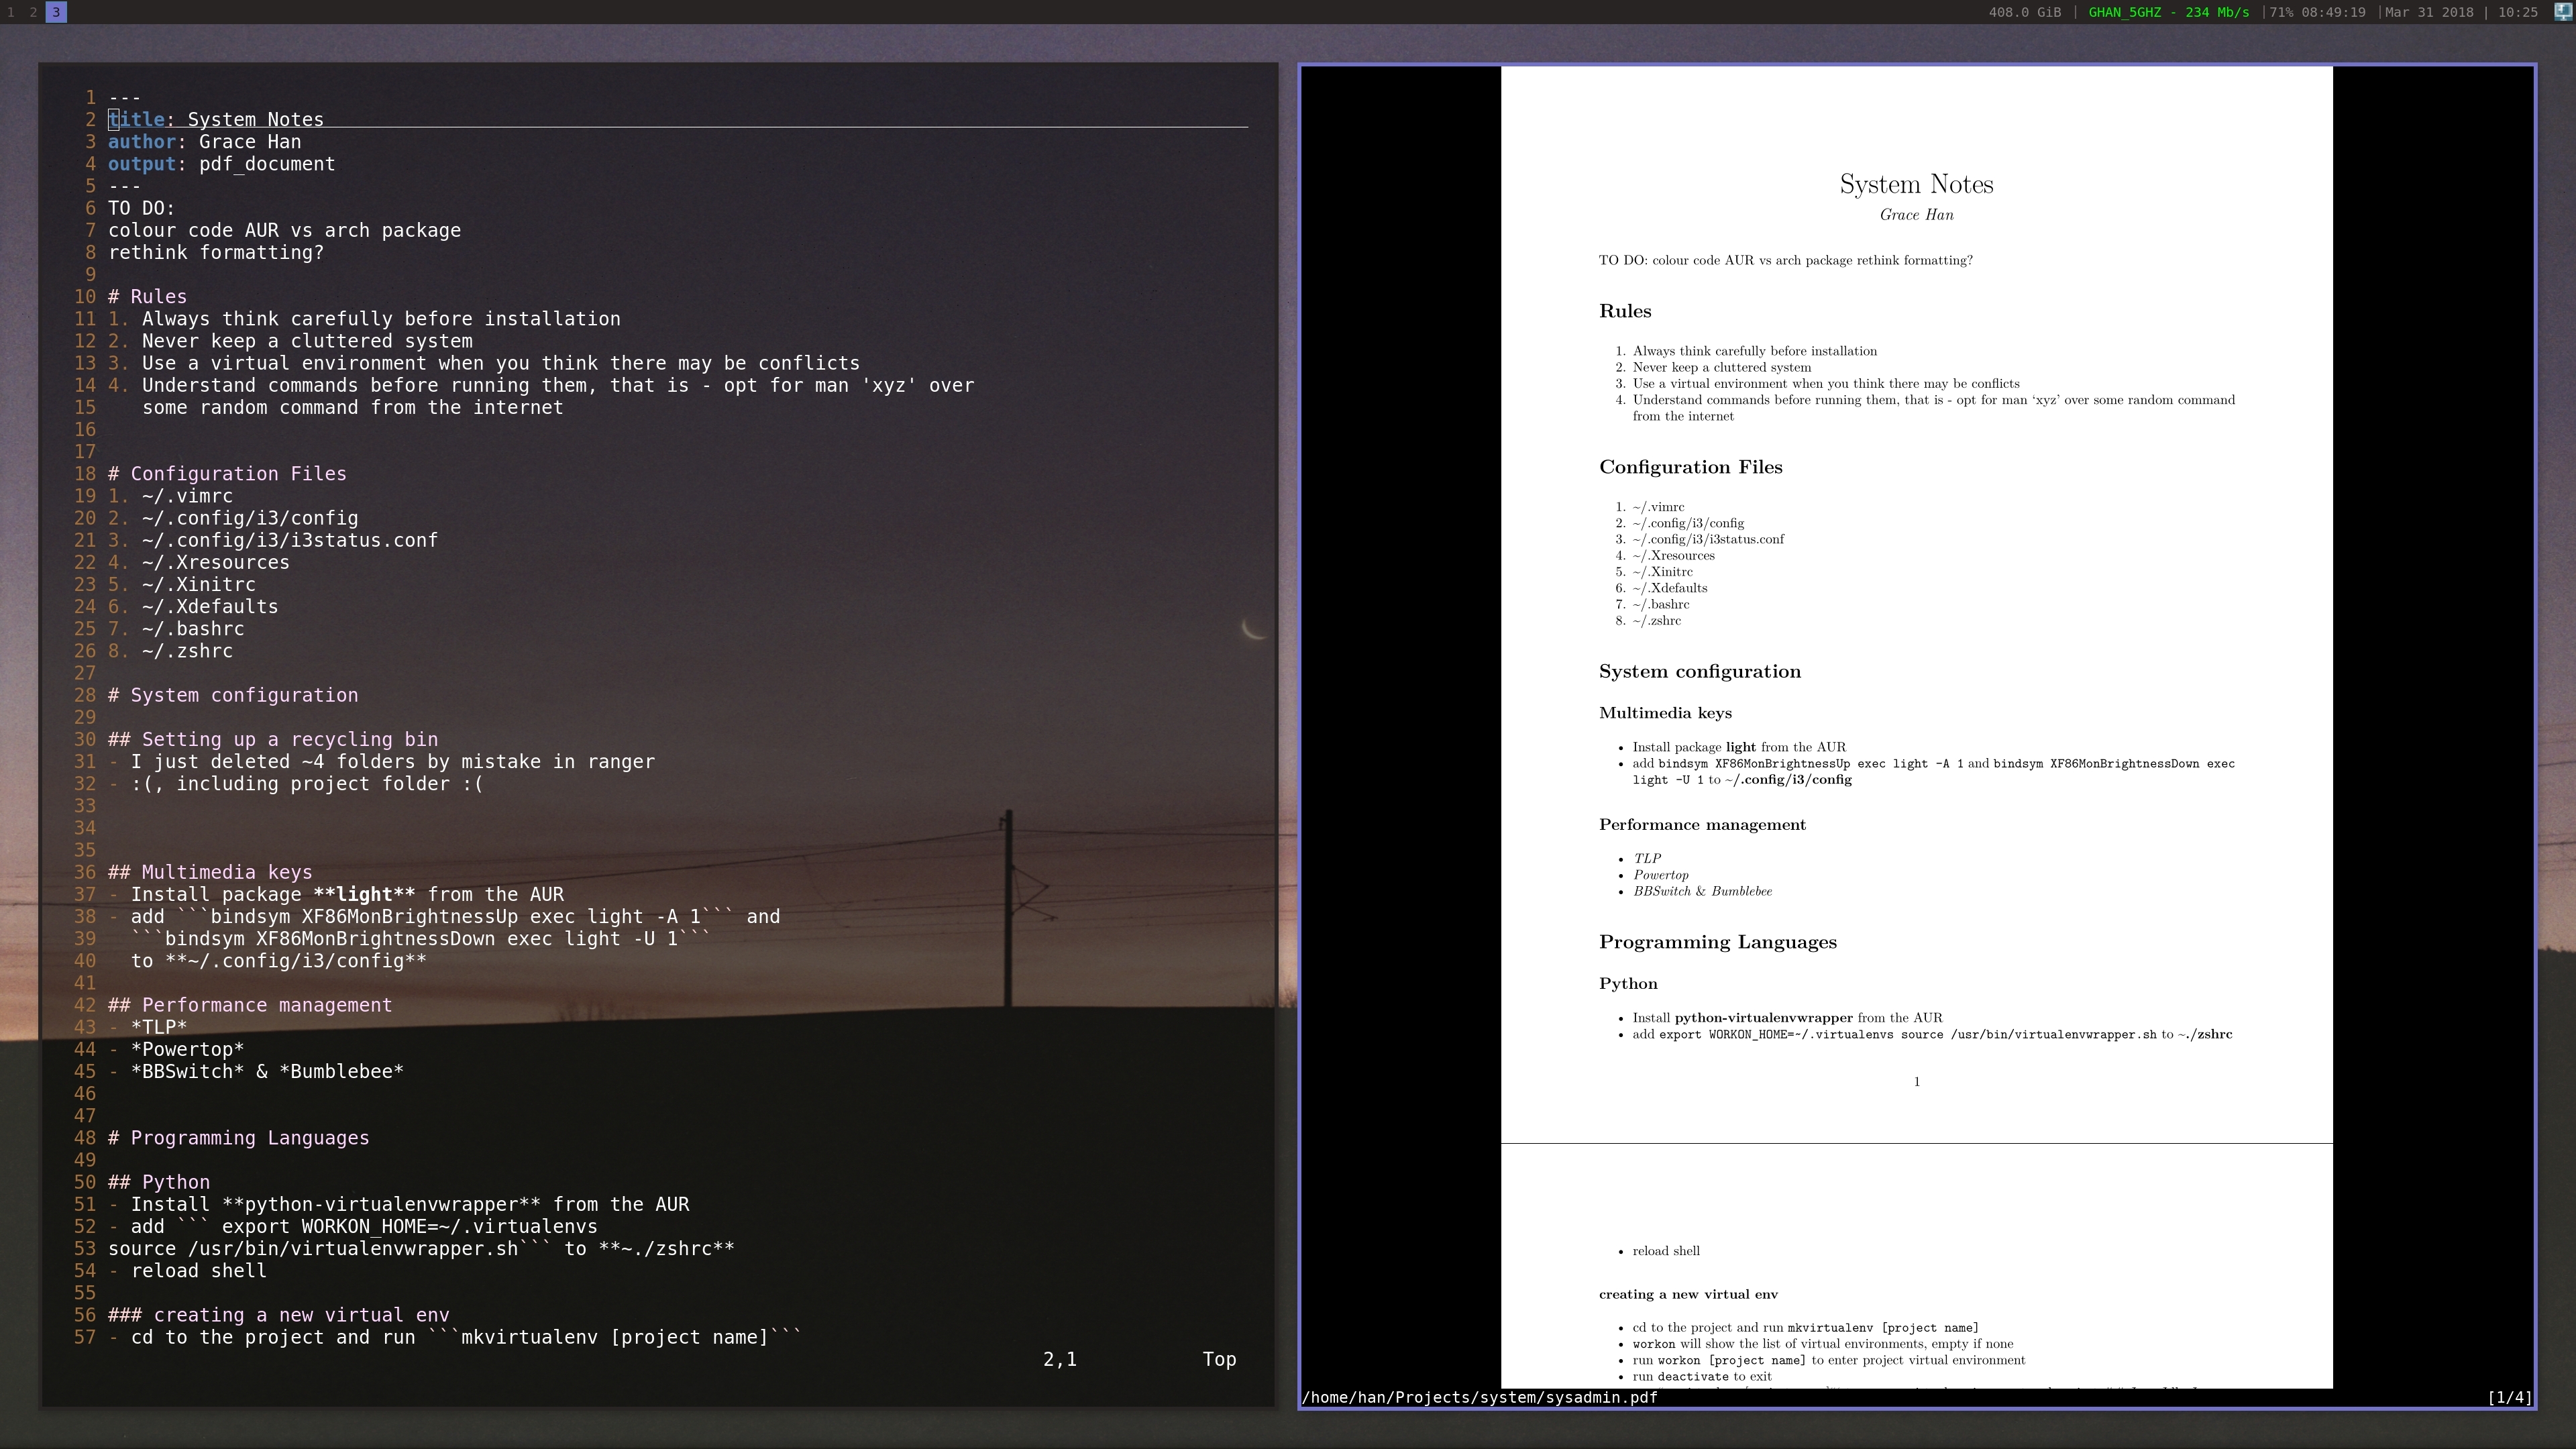 1 2 3
408.0 GiB | GHAN_5GHZ - 234 Mb/s |71% 08:49:19 |Mar 31 2018 | 10:25
1 ---
2 title: System Notes
3 author: Grace Han
4 output: pdf_document
5 ---
6 TO DO:
7 colour code AUR vs arch package
8 rethink formatting?
9
10 # Rules
11 1. Always think carefully before installation
12 2. Never keep a cluttered system
13 3. Use a virtual environment when you think there may be conflicts
14 4. Understand commands before running them, that is - opt for man 'xyz' over
15 some random command from the internet
16
17
18 # Configuration Files
19 1. ~/.vimrc
20 2. ~/.config/i3/config
21 3. ~/.config/i3/i3status.conf
22 4. ~/.Xresources
23 5. ~/.Xinitrc
24 6. ~/.Xdefaults
25 7. ~/.bashrc
26 8. ~/.zshrc
27
28 # System configuration
29
30 ## Setting up a recycling bin
31 - I just deleted ~4 folders by mistake in ranger
32 - :(, including project folder :(
33
34
35
36 ## Multimedia keys
37 - Install package **light** from the AUR
38 - add ```bindsym XF86MonBrightnessUp exec light -A 1``` and
39 ```bindsym XF86MonBrightnessDown exec light -U 1```
40 to **~/.config/i3/config**
41
42 ## Performance management
43 - *TLP*
44 - *Powertop*
45 - *BBSwitch* & *Bumblebee*
46
47
48 # Programming Languages
49
50 ## Python
51 - Install **python-virtualenvwrapper** from the AUR
52 - add ``` export WORKON_HOME=~/.virtualenvs
53 source /usr/bin/virtualenvwrapper.sh``` to **~./zshrc**
54 - reload shell
55
56 ### creating a new virtual env
57 - cd to the project and run ```mkvirtualenv [project name]```
2,1 Top
System Notes
Grace Han
TO DO: colour code AUR vs arch package rethink formatting?
Rules
1. Always think carefully before installation
2. Never keep a cluttered system
3. Use a virtual environment when you think there may be conflicts
4. Understand commands before running them, that is - opt for man ‘xyz’ over some random command
from the internet
Configuration Files
1. ~/.vimrc
2. ~/.config/i3/config
3. ~/.config/i3/i3status.conf
4. ~/.Xresources
5. ~/.Xinitrc
6. ~/.Xdefaults
7. ~/.bashrc
8. ~/.zshrc
System configuration
Multimedia keys
• Install package light from the AUR
• add bindsym XF86MonBrightnessUp exec light -A 1 and bindsym XF86MonBrightnessDown exec
light -U 1 to ~/.config/i3/config
Performance management
• TLP
• Powertop
• BBSwitch & Bumblebee
Programming Languages
Python
• Install python-virtualenvwrapper from the AUR
• add export WORKON_HOME=~/.virtualenvs source /usr/bin/virtualenvwrapper.sh to ~./zshrc
1
• reload shell
creating a new virtual env
• cd to the project and run mkvirtualenv [project name]
• workon will show the list of virtual environments, empty if none
• run workon [project name] to enter project virtual environment
• run deactivate to exit
/home/han/Projects/system/sysadmin.pdf [1/4]